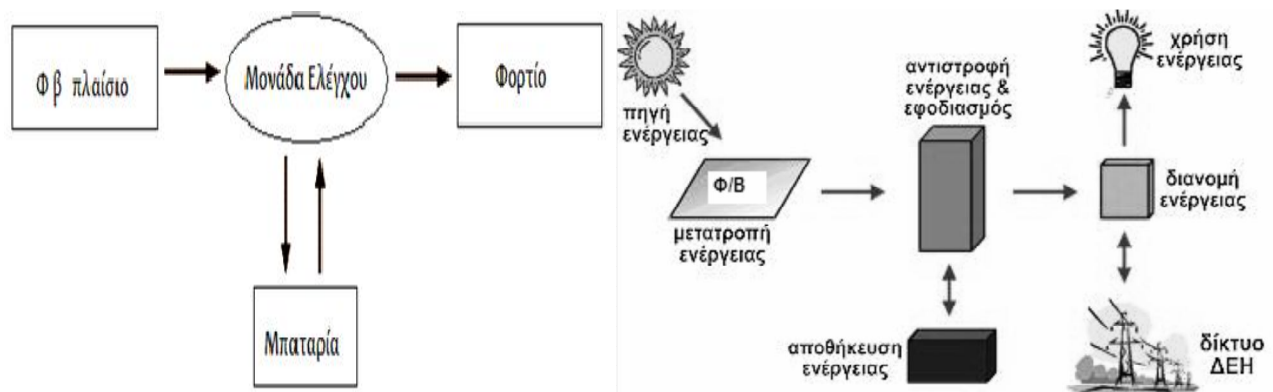 Φ β πλαίσιο
Μονάδα Ελέγχου
Φορτίο
Μπαταρία
πηγή
ενέργειας
Φ/Β
μετατροπή
ενέργειας
αντιστροφή
ενέργειας &
εφοδιασμός
αποθήκευση
ενέργειας
χρήση
ενέργειας
διανομή
ενέργειας
δίκτυο
ΔΕΗ